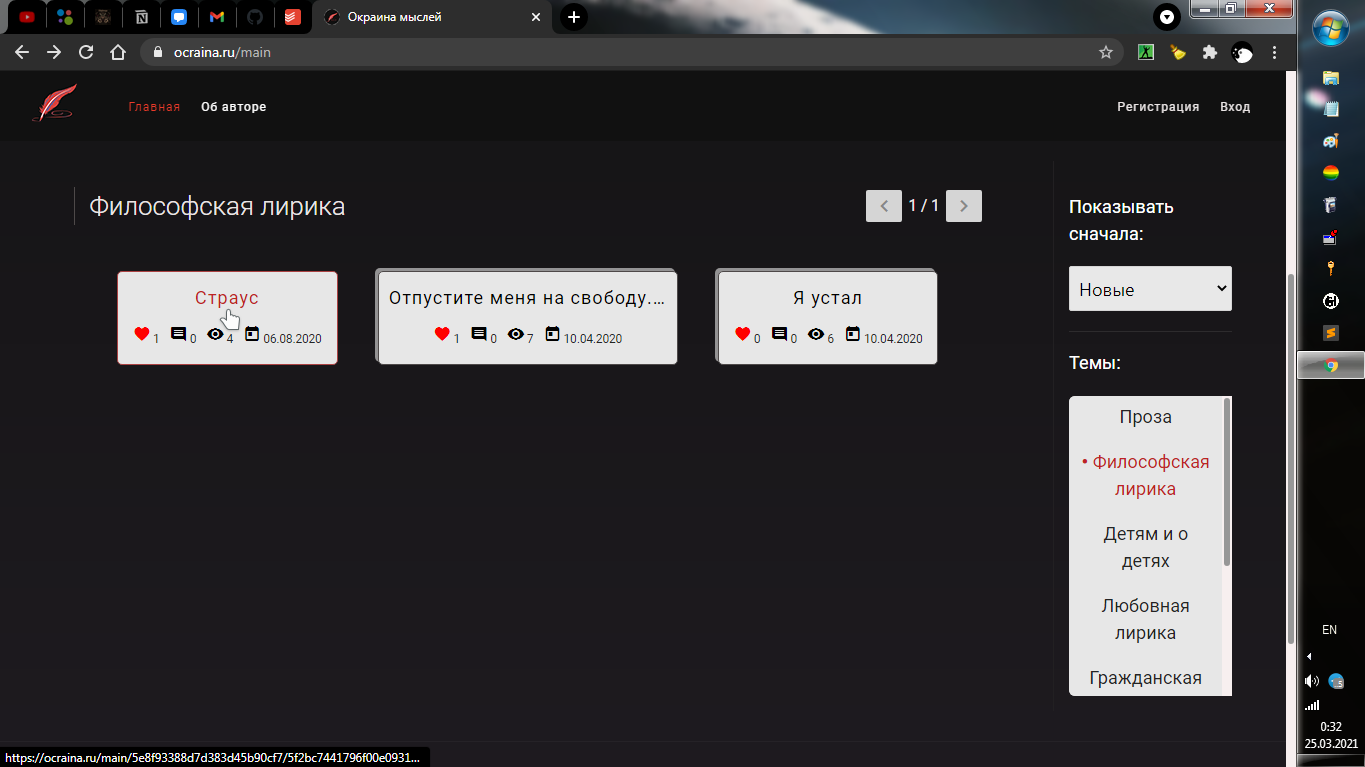 Окраина мыслей
ocraina.ru/main
Главная
Об авторе
Регистрация
Вход
Философская лирика
1 / 1
Страус
1 0 4 06.08.2020
Отпустите меня на свободу....
1 0 7 10.04.2020
Я устал
0 0 6 10.04.2020
Показывать
сначала:
Новые
Темы:
Проза
• Философская
лирика
Детям и о
детях
Любовная
лирика
Гражданская
https://ocraina.ru/main/5e8f93388d7d383d45b90cf7/5f2bc7441796f00e0931...
EN
0:32
25.03.2021